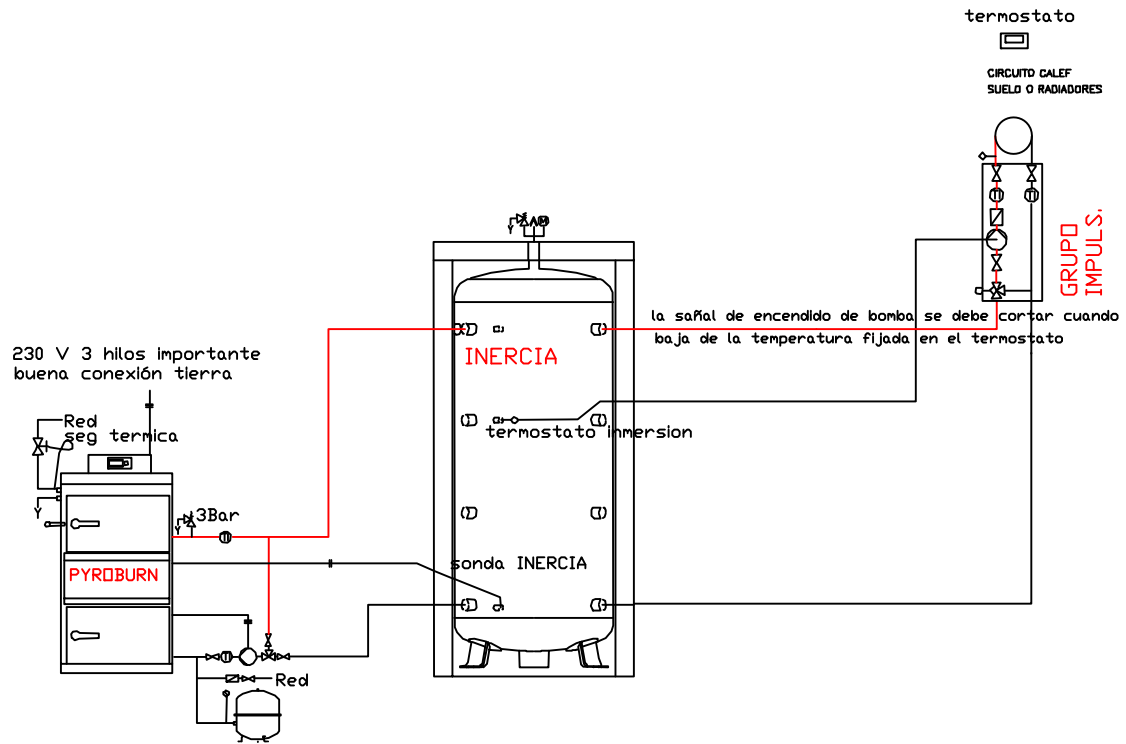 termostato
CIRCUITO CALEF
SUELO O RADIADORES
GRUPO
IMPULS.
la sañal de encendido de bomba se debe cortar cuando
baja de la temperatura fijada en el termostato
INERCIA
230 V 3 hilos importante
buena conexión tierra
Red
seg termica
termostato inmersion
3Bar
sonda INERCIA
PYROBURN
Red